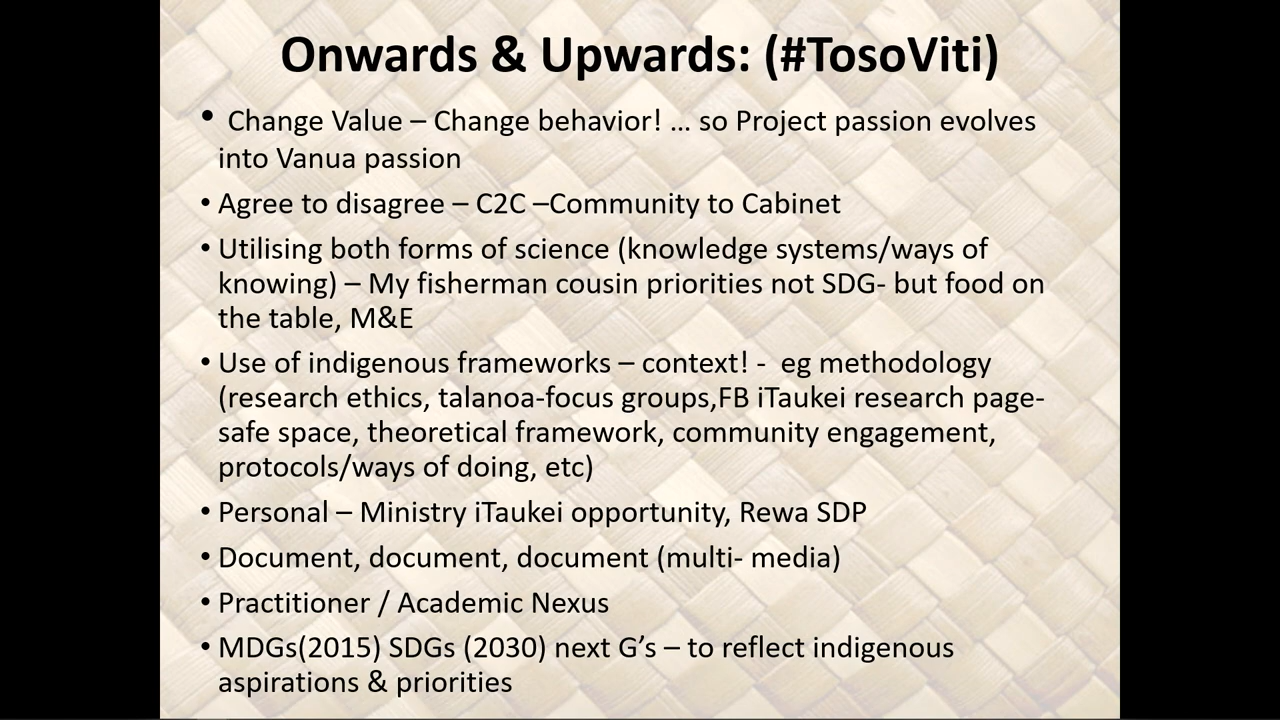 Onwards & Upwards: (#TosoViti)
• Change Value – Change behavior! … so Project passion evolves
into Vanua passion
• Agree to disagree – C2C –Community to Cabinet
• Utilising both forms of science (knowledge systems/ways of
knowing) – My fisherman cousin priorities not SDG- but food on
the table, M&E
• Use of indigenous frameworks – context! -  eg methodology
(research ethics, talanoa-focus groups,FB iTaukei research page-
safe space, theoretical framework, community engagement,
protocols/ways of doing, etc)
• Personal – Ministry iTaukei opportunity, Rewa SDP
• Document, document, document (multi- media)
• Practitioner / Academic Nexus
• MDGs(2015) SDGs (2030) next G’s – to reflect indigenous
aspirations & priorities